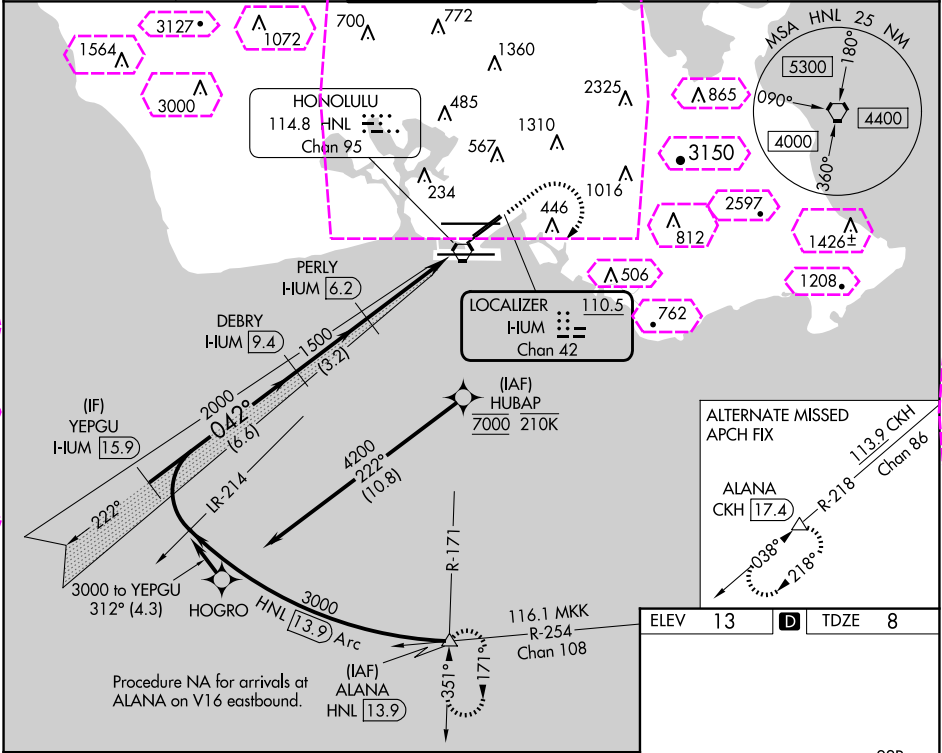 3127
1072
1564
3000
700
772
1360
485
567
1310
2325
234
446
1016
865
3150
2597
812
1426±
1208
506
762
MSA HNL 25 NM
180°
5300
090°
4400
4000
360°
HONOLULU
114.8 HNL
Chan 95
LOCALIZER 110.5
I-IUM
Chan 42
PERLY
I-IUM 6.2
DEBRY
I-IUM 9.4
1500
(3.2)
2000
042°
(6.6)
(IF)
YEPGU
I-IUM 15.9
222°
LR-214
(IAF)
HUBAP
7000 210K
4200
222°
(10.8)
3000 to YEPGU
312° (4.3)
HOGRO
3000
HNL 13.9 Arc
R-171
116.1 MKK
R-254
Chan 108
(IAF)
ALANA
HNL 13.9
351°
171°
Procedure NA for arrivals at
ALANA on V16 eastbound.
ALTERNATE MISSED
APCH FIX
113.9 CKH
Chan 86
R-218
ALANA
CKH 17.4
038°
218°
ELEV 13 D TDZE 8